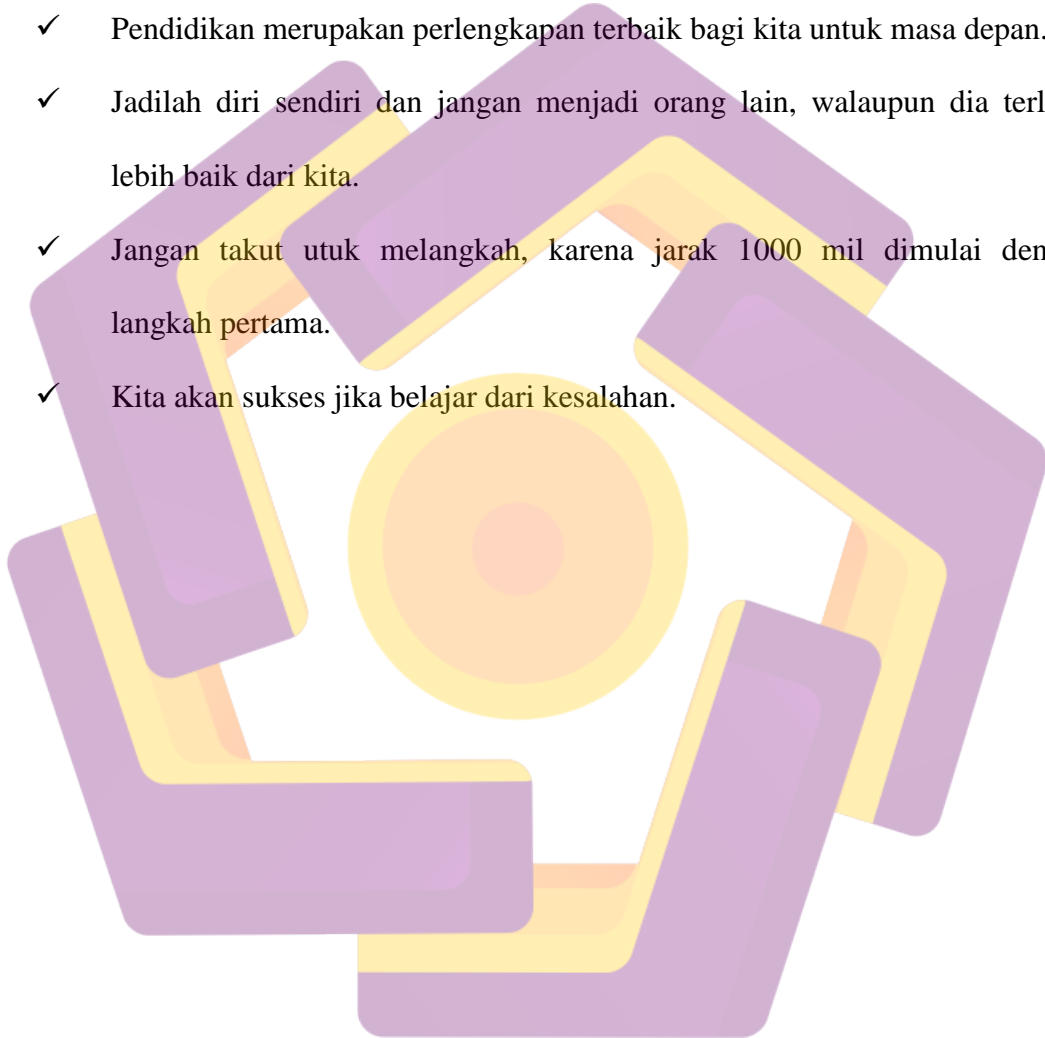 ✓ Pendidikan merupakan perlengkapan terbaik bagi kita untuk masa depan.
✓ Jadilah diri sendiri dan jangan menjadi orang lain, walaupun dia terl
lebih baik dari kita.
✓ Jangan takut utuk melangkah, karena jarak 1000 mil dimulai den
langkah pertama.
✓ Kita akan sukses jika belajar dari kesalahan.